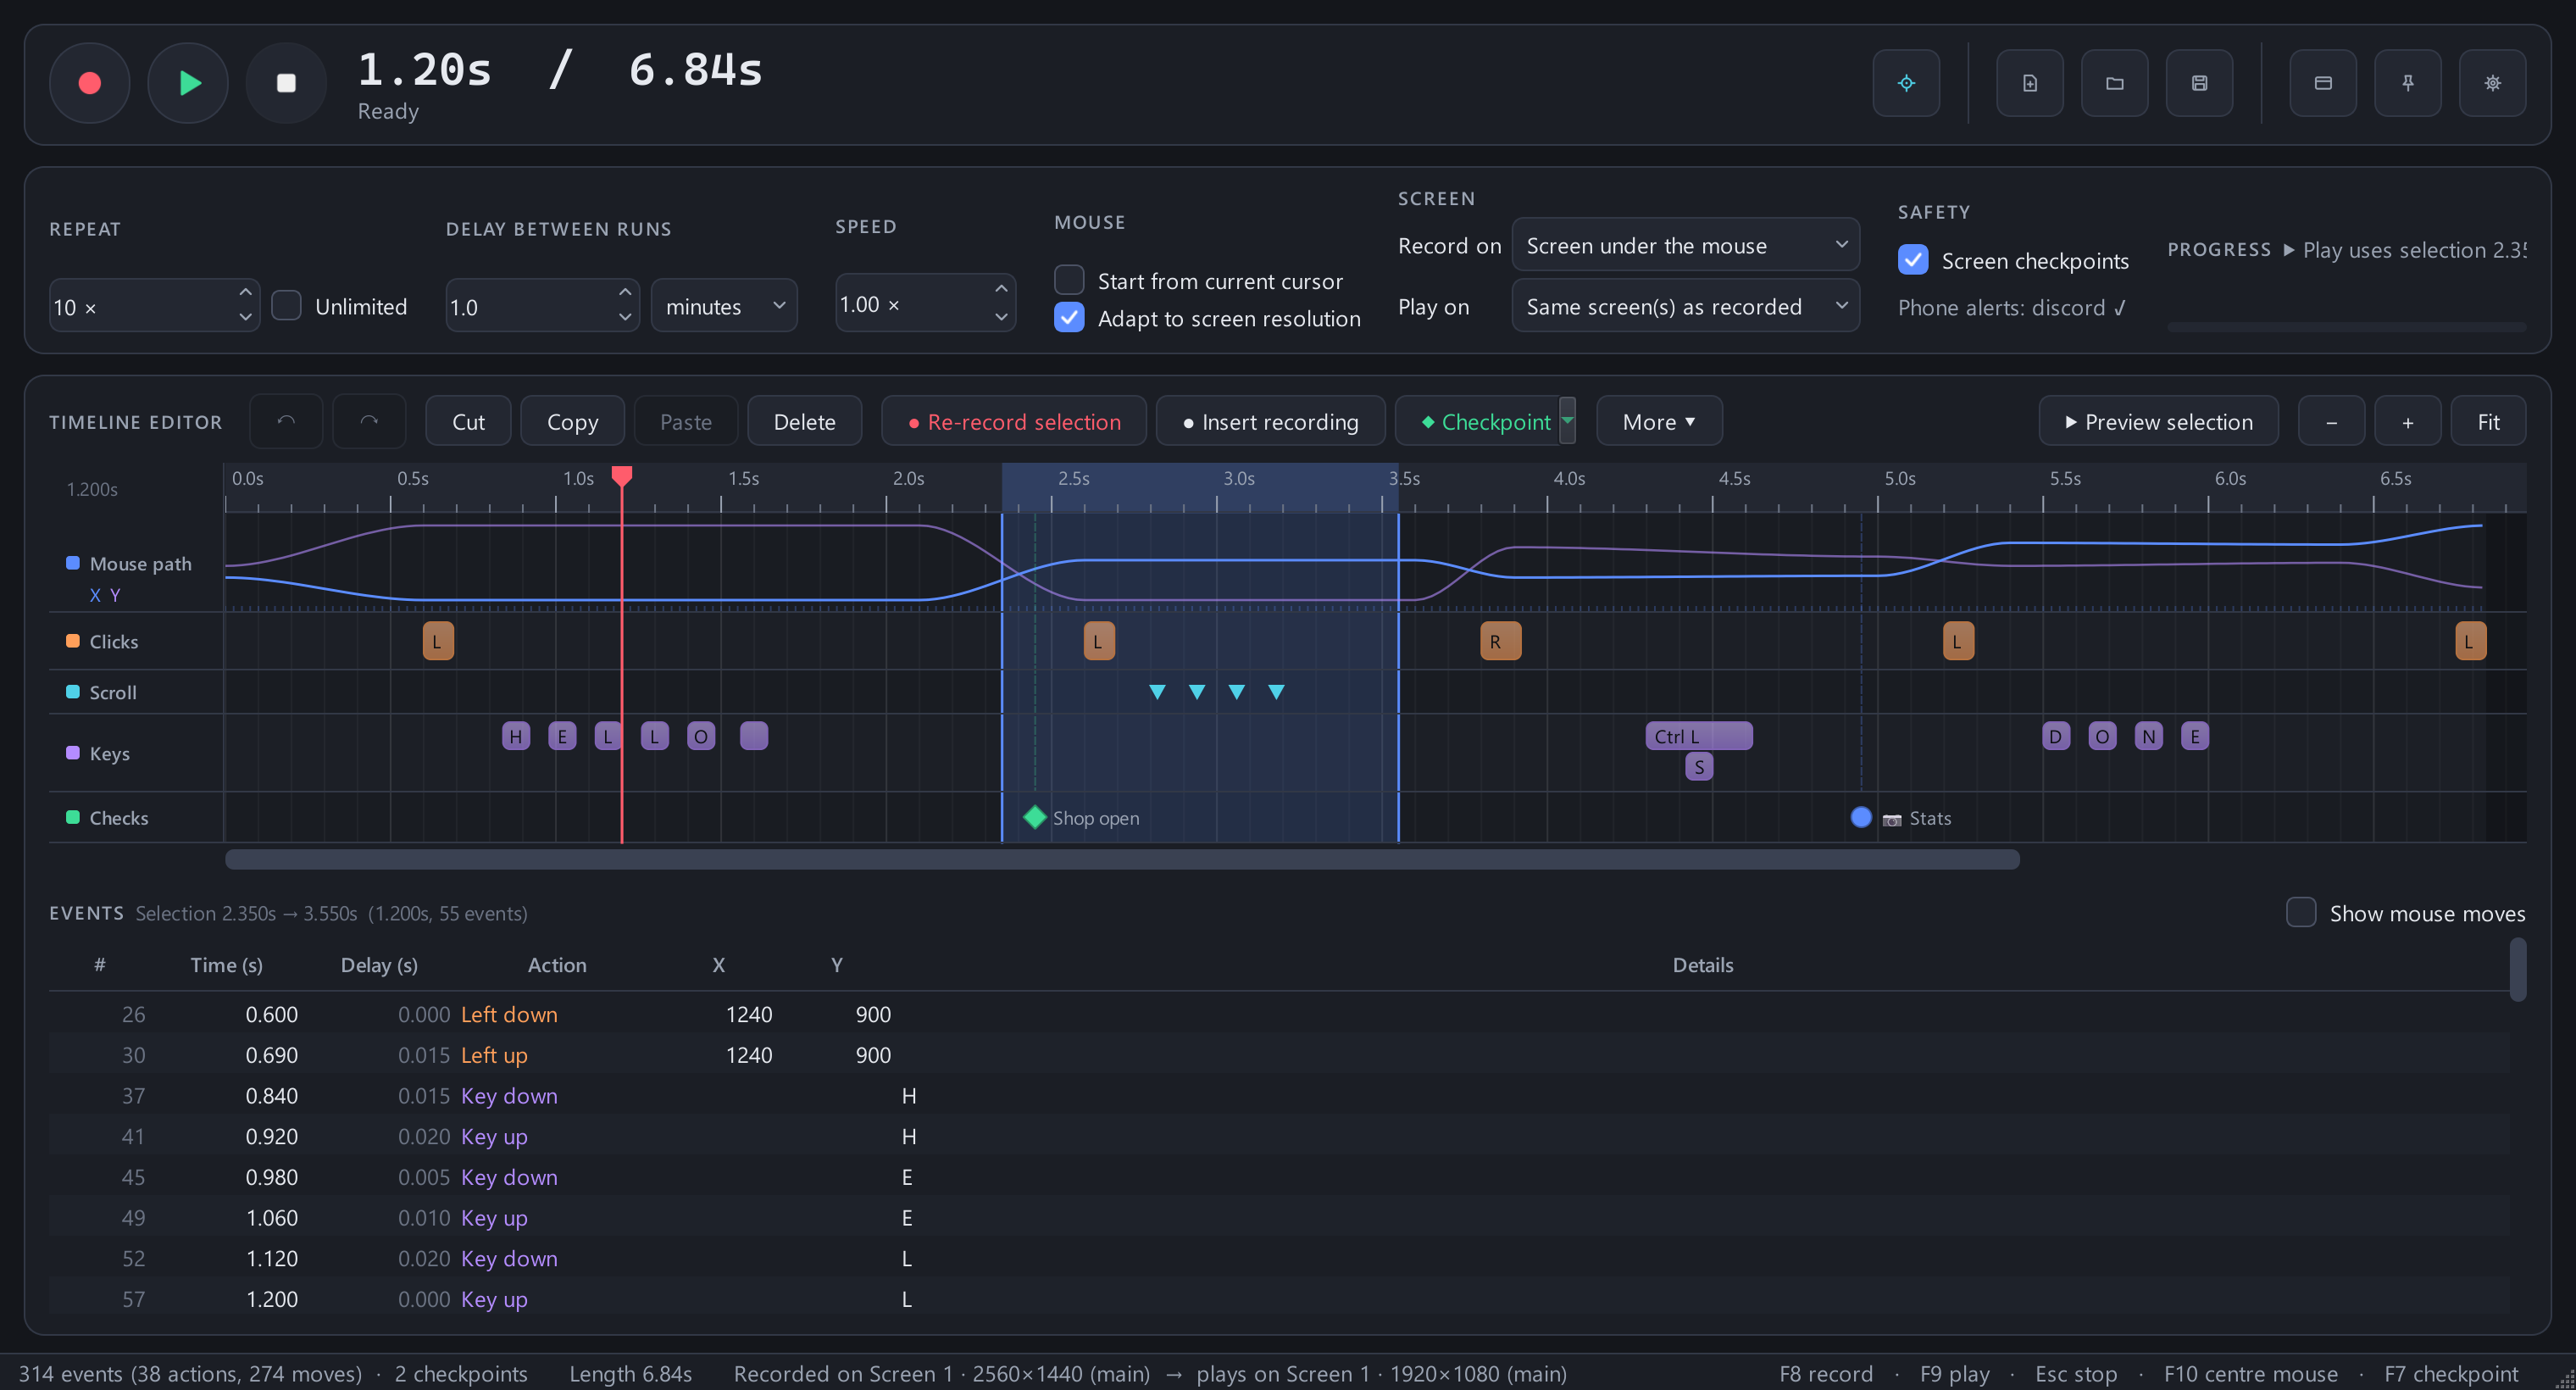 1.20s / 6.84s
Ready
REPEAT
10 ×
Unlimited
DELAY BETWEEN RUNS
1.0
minutes
SPEED
1.00 ×
MOUSE
Start from current cursor
Adapt to screen resolution
SCREEN
Record on Screen under the mouse
Play on Same screen(s) as recorded
SAFETY
Screen checkpoints
Phone alerts: discord ✓
PROGRESS ▶ Play uses selection 2.35
TIMELINE EDITOR Cut Copy Paste Delete ● Re-record selection ● Insert recording ◆ Checkpoint More ▾ ▶ Preview selection − + Fit
1.200s 0.0s 0.5s 1.0s 1.5s 2.0s 2.5s 3.0s 3.5s 4.0s 4.5s 5.0s 5.5s 6.0s 6.5s
Mouse path
X Y
Clicks L L R L L
Scroll
Keys H E L L O Ctrl L D O N E
S
Checks Shop open Stats
EVENTS Selection 2.350s → 3.550s (1.200s, 55 events) Show mouse moves
# Time (s) Delay (s) Action X Y Details
26 0.600 0.000 Left down 1240 900
30 0.690 0.015 Left up 1240 900
37 0.840 0.015 Key down H
41 0.920 0.020 Key up H
45 0.980 0.005 Key down E
49 1.060 0.010 Key up E
52 1.120 0.020 Key down L
57 1.200 0.000 Key up L
314 events (38 actions, 274 moves) · 2 checkpoints Length 6.84s Recorded on Screen 1 · 2560×1440 (main) → plays on Screen 1 · 1920×1080 (main) F8 record · F9 play · Esc stop · F10 centre mouse · F7 checkpoint